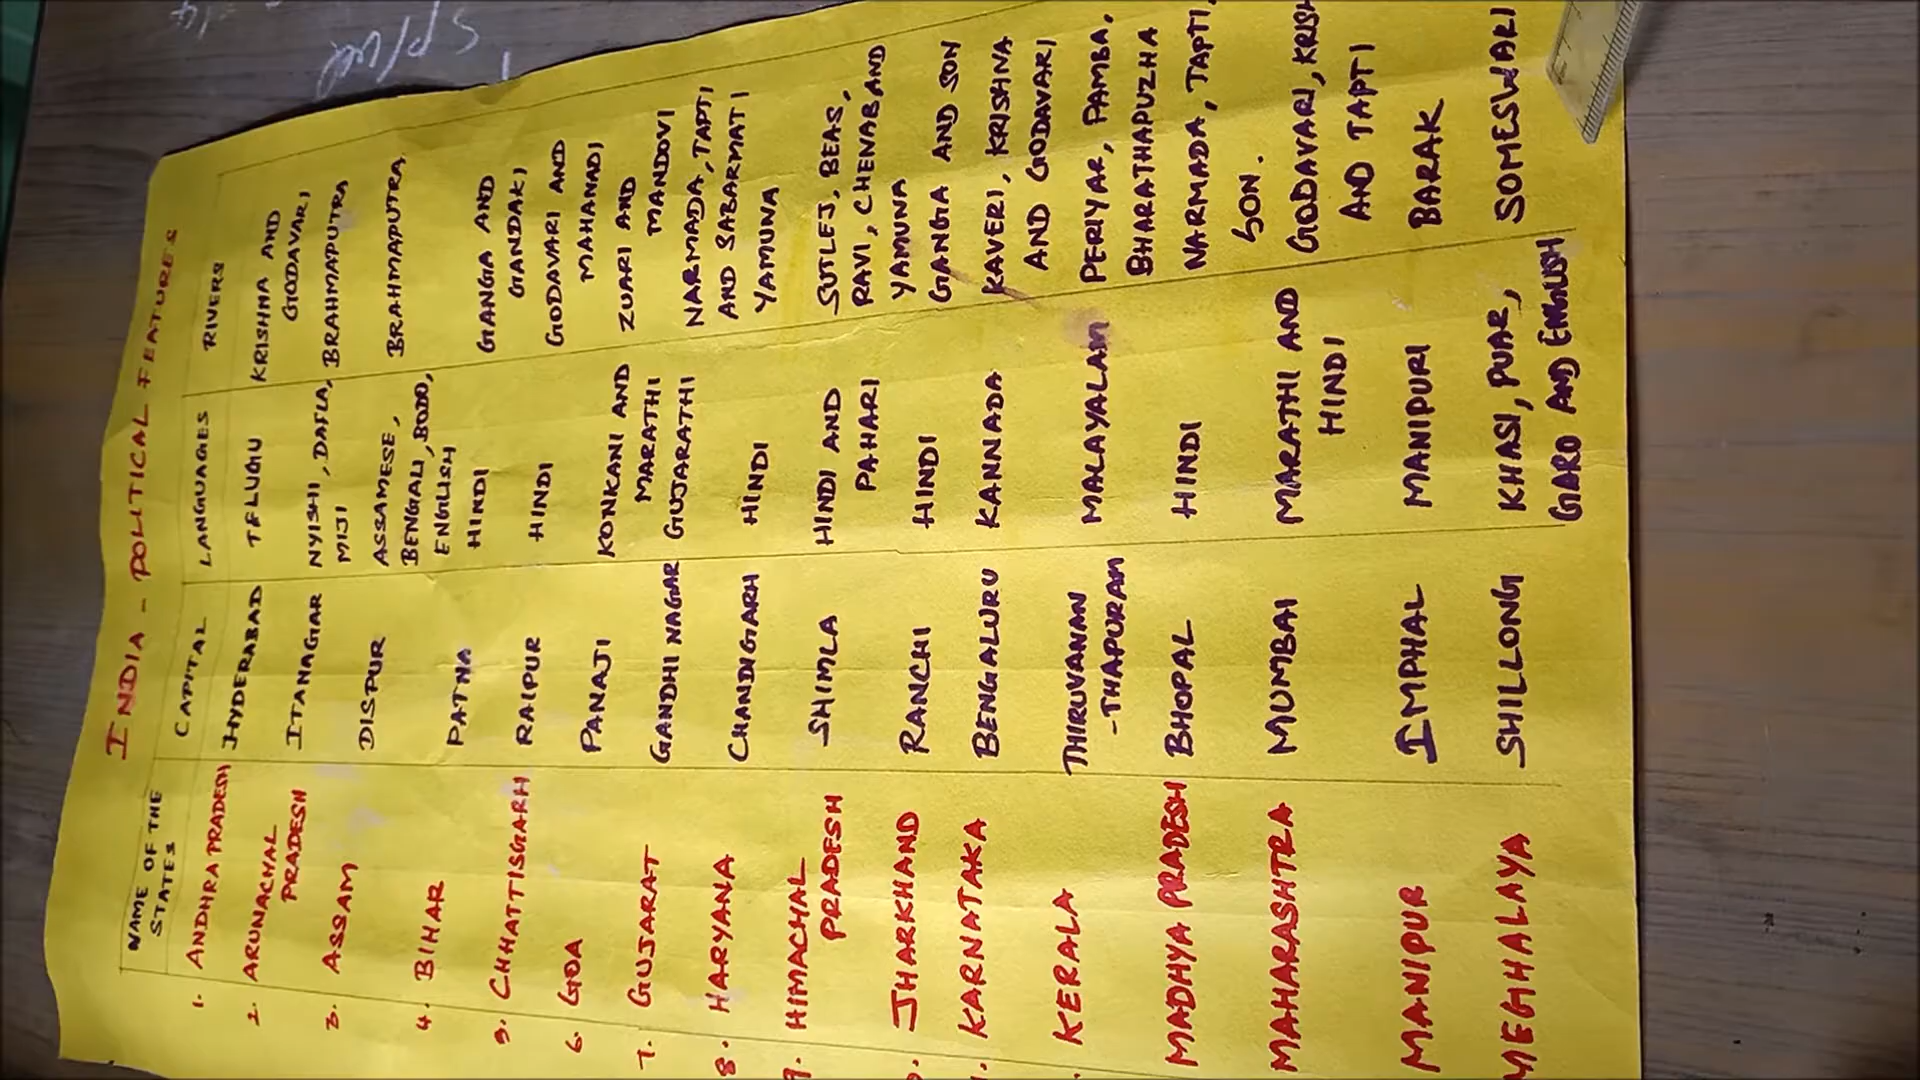 INDIA - POLITICAL FEATURES
NAME OF THE STATES CAPITAL LANGUAGES RIVERS
1. ANDHRA PRADESH HYDERABAD TELUGU KRISHNA AND GODAVARI
2. ARUNACHAL PRADESH ITANAGAR NYISHI, DAFLA, MIJI BRAHMAPUTRA
3. ASSAM DISPUR ASSAMESE, BENGALI, BODO, ENGLISH BRAHMAPUTRA
4. BIHAR PATNA HINDI GANGA AND GANDAKI
5. CHHATTISGARH RAIPUR HINDI GODAVARI AND MAHANADI
6. GOA PANAJI KONKANI AND MARATHI ZUARI AND MANDOVI
7. GUJARAT GANDHI NAGAR GUJARATHI NARMADA, TAPTI AND SABARMATI
8. HARYANA CHANDIGARH HINDI YAMUNA
9. HIMACHAL PRADESH SHIMLA HINDI AND PAHARI SUTLEJ, BEAS, RAVI, CHENAB AND YAMUNA
JHARKHAND RANCHI HINDI GANGA AND SON
KARNATAKA BENGALURU KANNADA KAVERI, KRISHNA AND GODAVARI
KERALA THIRUVANAN -THAPURAM MALAYALAM PERIYAR, PAMBA, BHARATHAPUZHA
MADHYA PRADESH BHOPAL HINDI NARMADA, TAPTI, SON.
MAHARASHTRA MUMBAI MARATHI AND HINDI GODAVARI, KRISH AND TAPTI
MANIPUR IMPHAL MANIPURI BARAK
MEGHALAYA SHILLONG KHASI, PUAR, GARO AND ENGLISH SOMESWARI